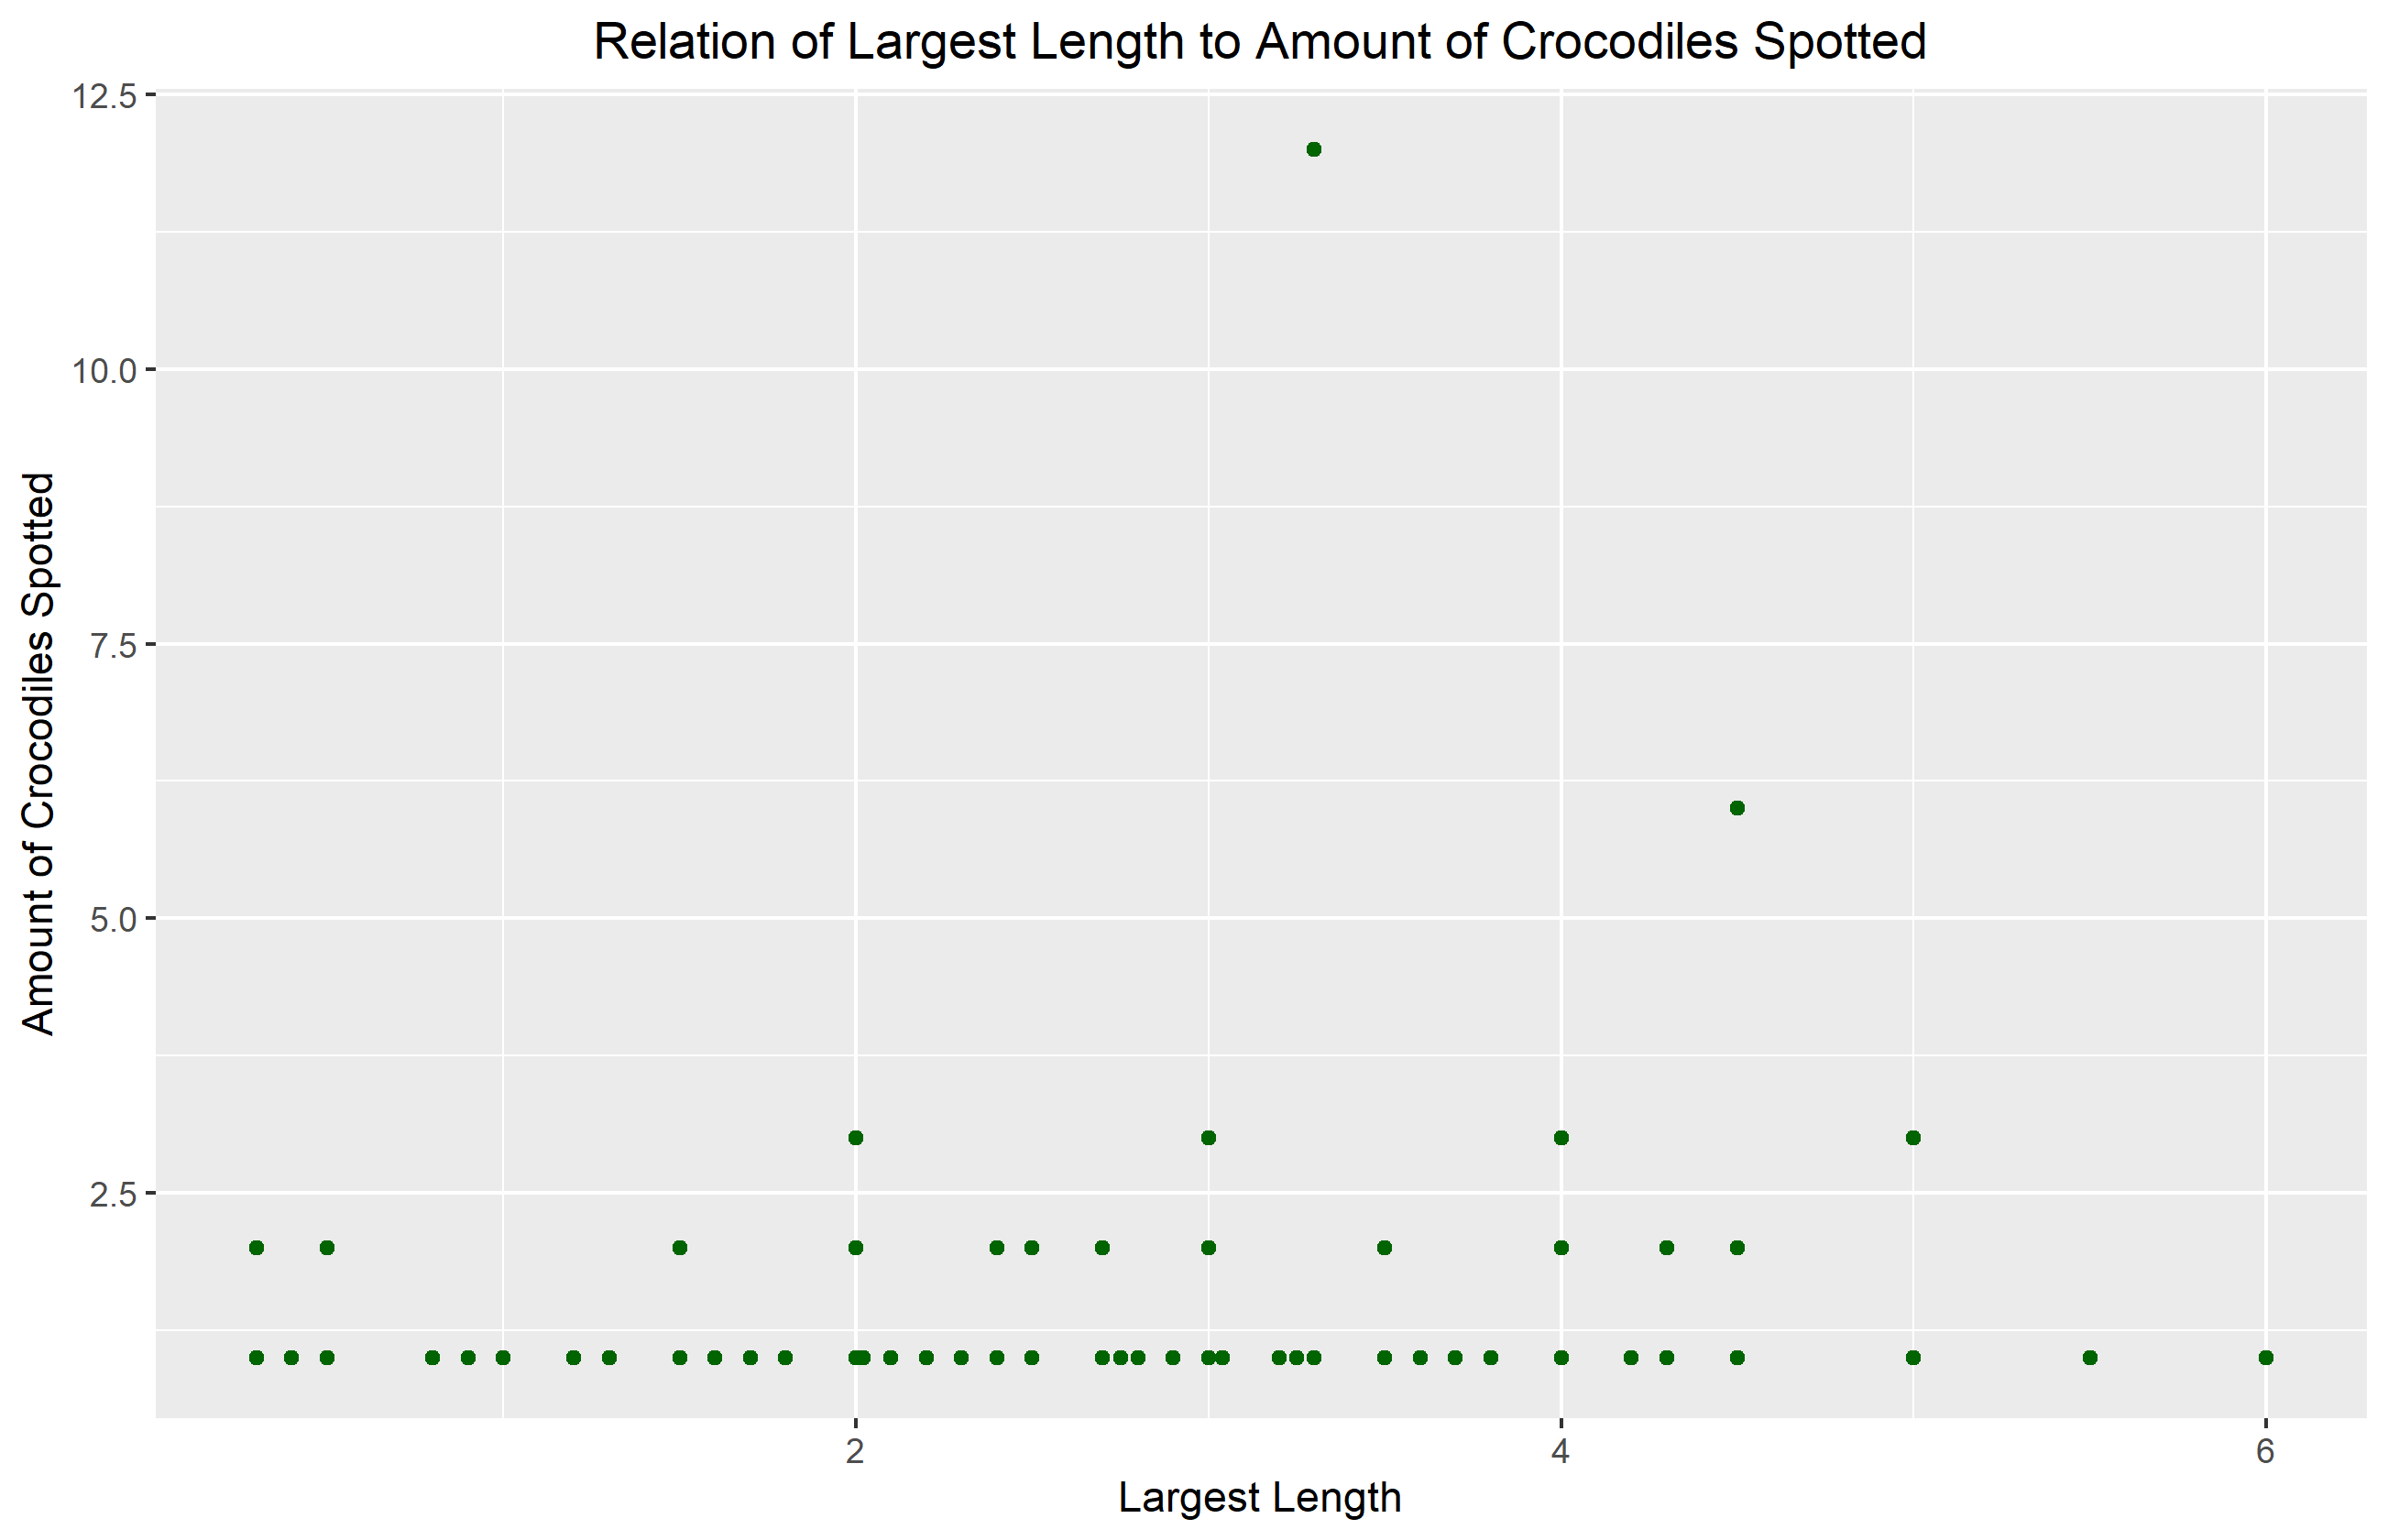 Relation of Largest Length to Amount of Crocodiles Spotted
12.5
10.0
7.5
5.0
2.5
Amount of Crocodiles Spotted
2
4
6
Largest Length